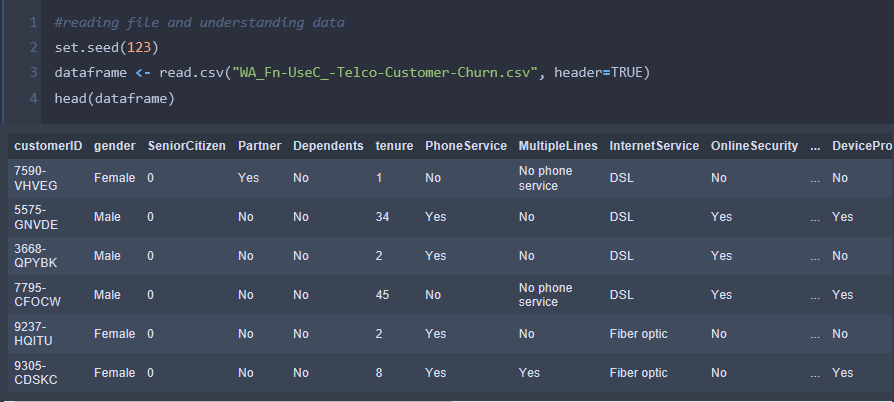 1 #reading file and understanding data
2 set.seed(123)
3 dataframe <- read.csv("WA_Fn-UseC_-Telco-Customer-Churn.csv", header=TRUE)
4 head(dataframe)
customerID gender SeniorCitizen Partner Dependents tenure PhoneService MultipleLines InternetService OnlineSecurity ... DevicePro
7590-VHVEG Female 0 Yes No 1 No No phone service DSL No ... No
5575-GNVDE Male 0 No No 34 Yes No DSL Yes ... Yes
3668-QPYBK Male 0 No No 2 Yes No DSL Yes ... No
7795-CFOCW Male 0 No No 45 No No phone service DSL Yes ... Yes
9237-HQITU Female 0 No No 2 Yes No Fiber optic No ... No
9305-CDSKC Female 0 No No 8 Yes Yes Fiber optic No ... Yes